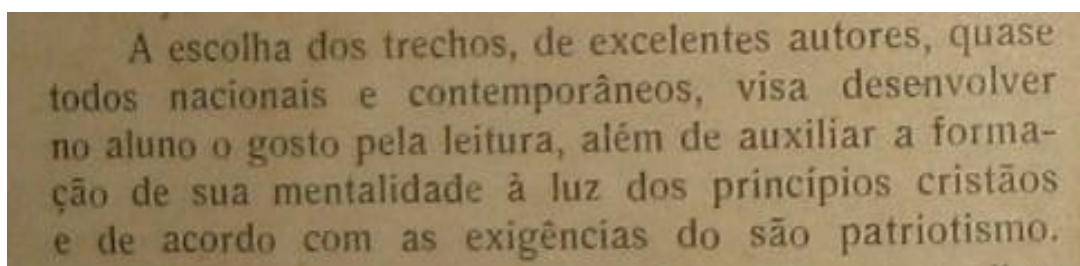 A escolha dos trechos, de excelentes autores, quase
todos nacionais e contemporâneos, visa desenvolver
no aluno o gosto pela leitura, além de auxiliar a forma-
ção de sua mentalidade à luz dos princípios cristãos
e de acordo com as exigências do são patriotismo.